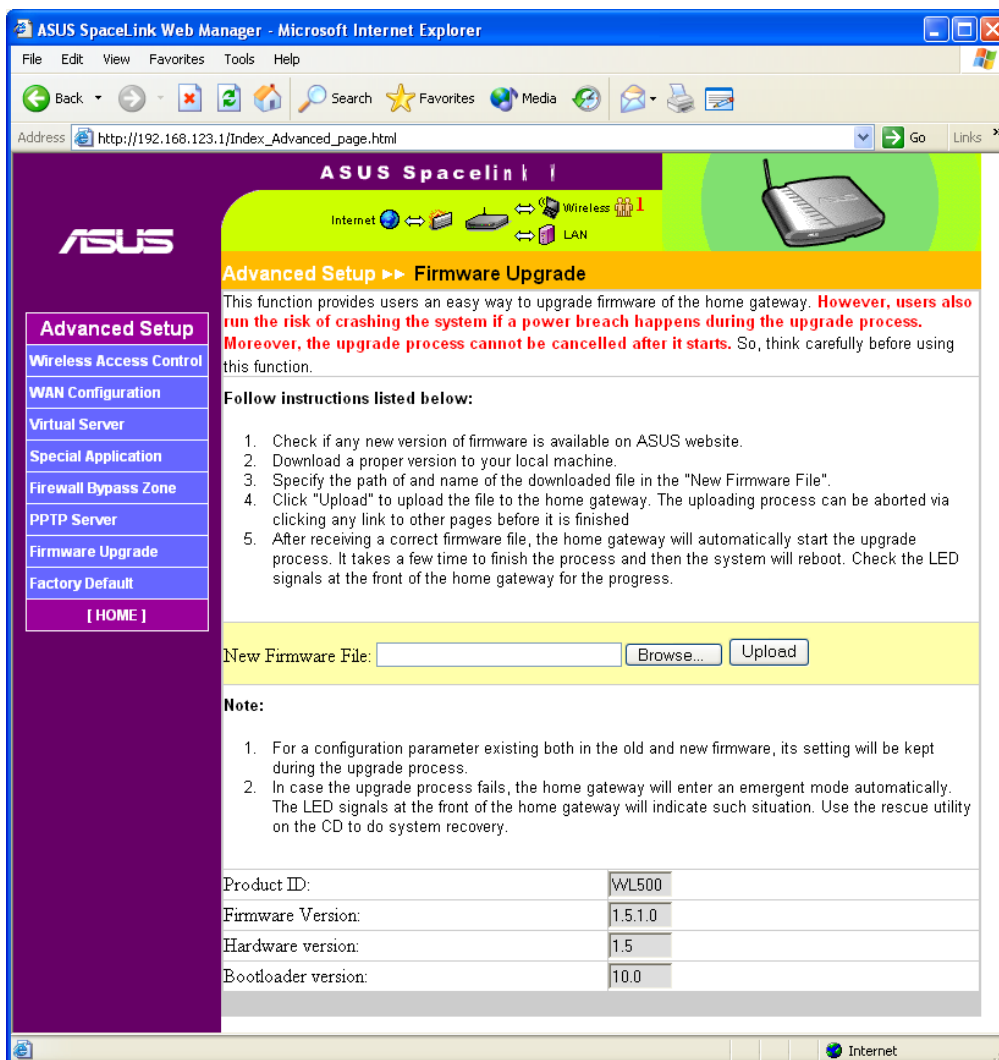 ASUS SpaceLink Web Manager - Microsoft Internet Explorer
File Edit View Favorites Tools Help
Back Search Favorites Media
Address http://192.168.123.1/Index_Advanced_page.html Go Links »
ASUS Spacelink
Internet Wireless 1
LAN
ASUS
Advanced Setup
Wireless Access Control
WAN Configuration
Virtual Server
Special Application
Firewall Bypass Zone
PPTP Server
Firmware Upgrade
Factory Default
[ HOME ]
Advanced Setup ►► Firmware Upgrade
This function provides users an easy way to upgrade firmware of the home gateway. However, users also
run the risk of crashing the system if a power breach happens during the upgrade process.
Moreover, the upgrade process cannot be cancelled after it starts. So, think carefully before using
this function.
Follow instructions listed below:
1. Check if any new version of firmware is available on ASUS website.
2. Download a proper version to your local machine.
3. Specify the path of and name of the downloaded file in the "New Firmware File".
4. Click "Upload" to upload the file to the home gateway. The uploading process can be aborted via
clicking any link to other pages before it is finished
5. After receiving a correct firmware file, the home gateway will automatically start the upgrade
process. It takes a few time to finish the process and then the system will reboot. Check the LED
signals at the front of the home gateway for the progress.
New Firmware File: Browse... Upload
Note:
1. For a configuration parameter existing both in the old and new firmware, its setting will be kept
during the upgrade process.
2. In case the upgrade process fails, the home gateway will enter an emergent mode automatically.
The LED signals at the front of the home gateway will indicate such situation. Use the rescue utility
on the CD to do system recovery.
Product ID: WL500
Firmware Version: 1.5.1.0
Hardware version: 1.5
Bootloader version: 10.0
Internet